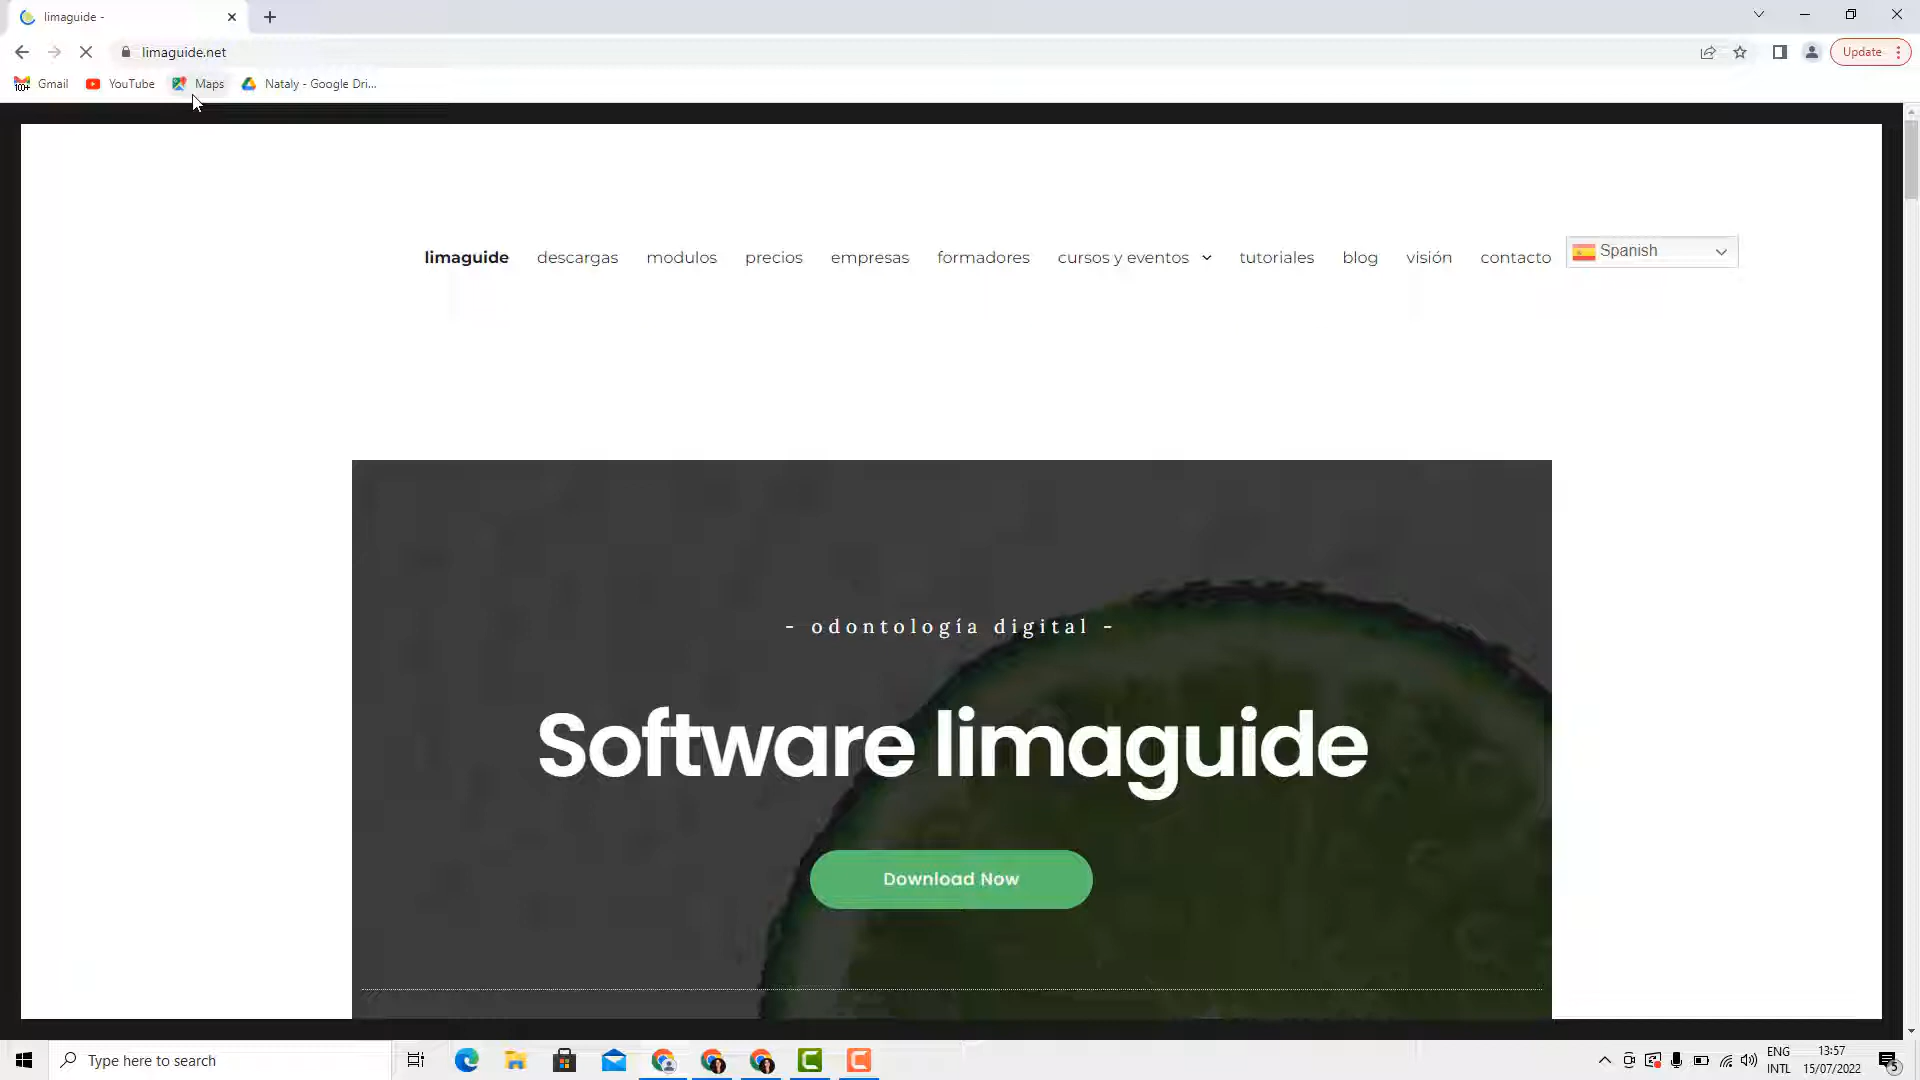 limaguide -
limaguide.net
Update
100+ Gmail YouTube Maps Nataly - Google Dri...
limaguide descargas modulos precios empresas formadores cursos y eventos tutoriales blog visión contacto Spanish
- odontología digital -
Software limaguide
Download Now
Type here to search
ENG
INTL
13:57
15/07/2022
5